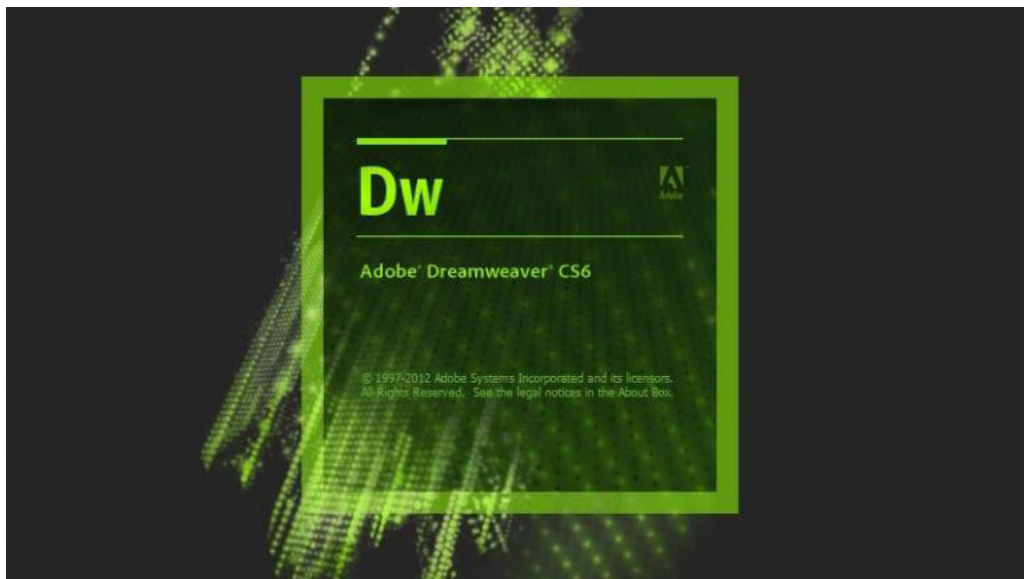 Dw
Adobe
Adobe® Dreamweaver® CS6
© 1997-2012 Adobe Systems Incorporated and its licensors.
All Rights Reserved. See the legal notices in the About Box.